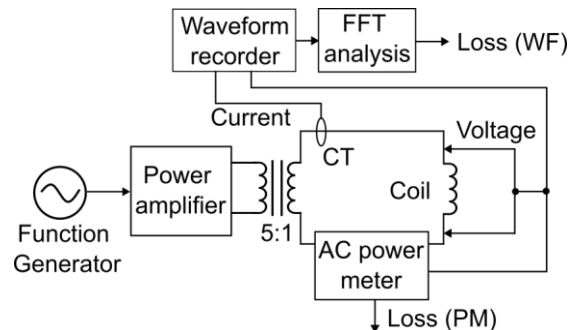 Waveform
recorder
FFT
analysis
Loss (WF)
Current
CT
Voltage
Power
amplifier
Coil
5:1
Function
Generator
AC power
meter
Loss (PM)